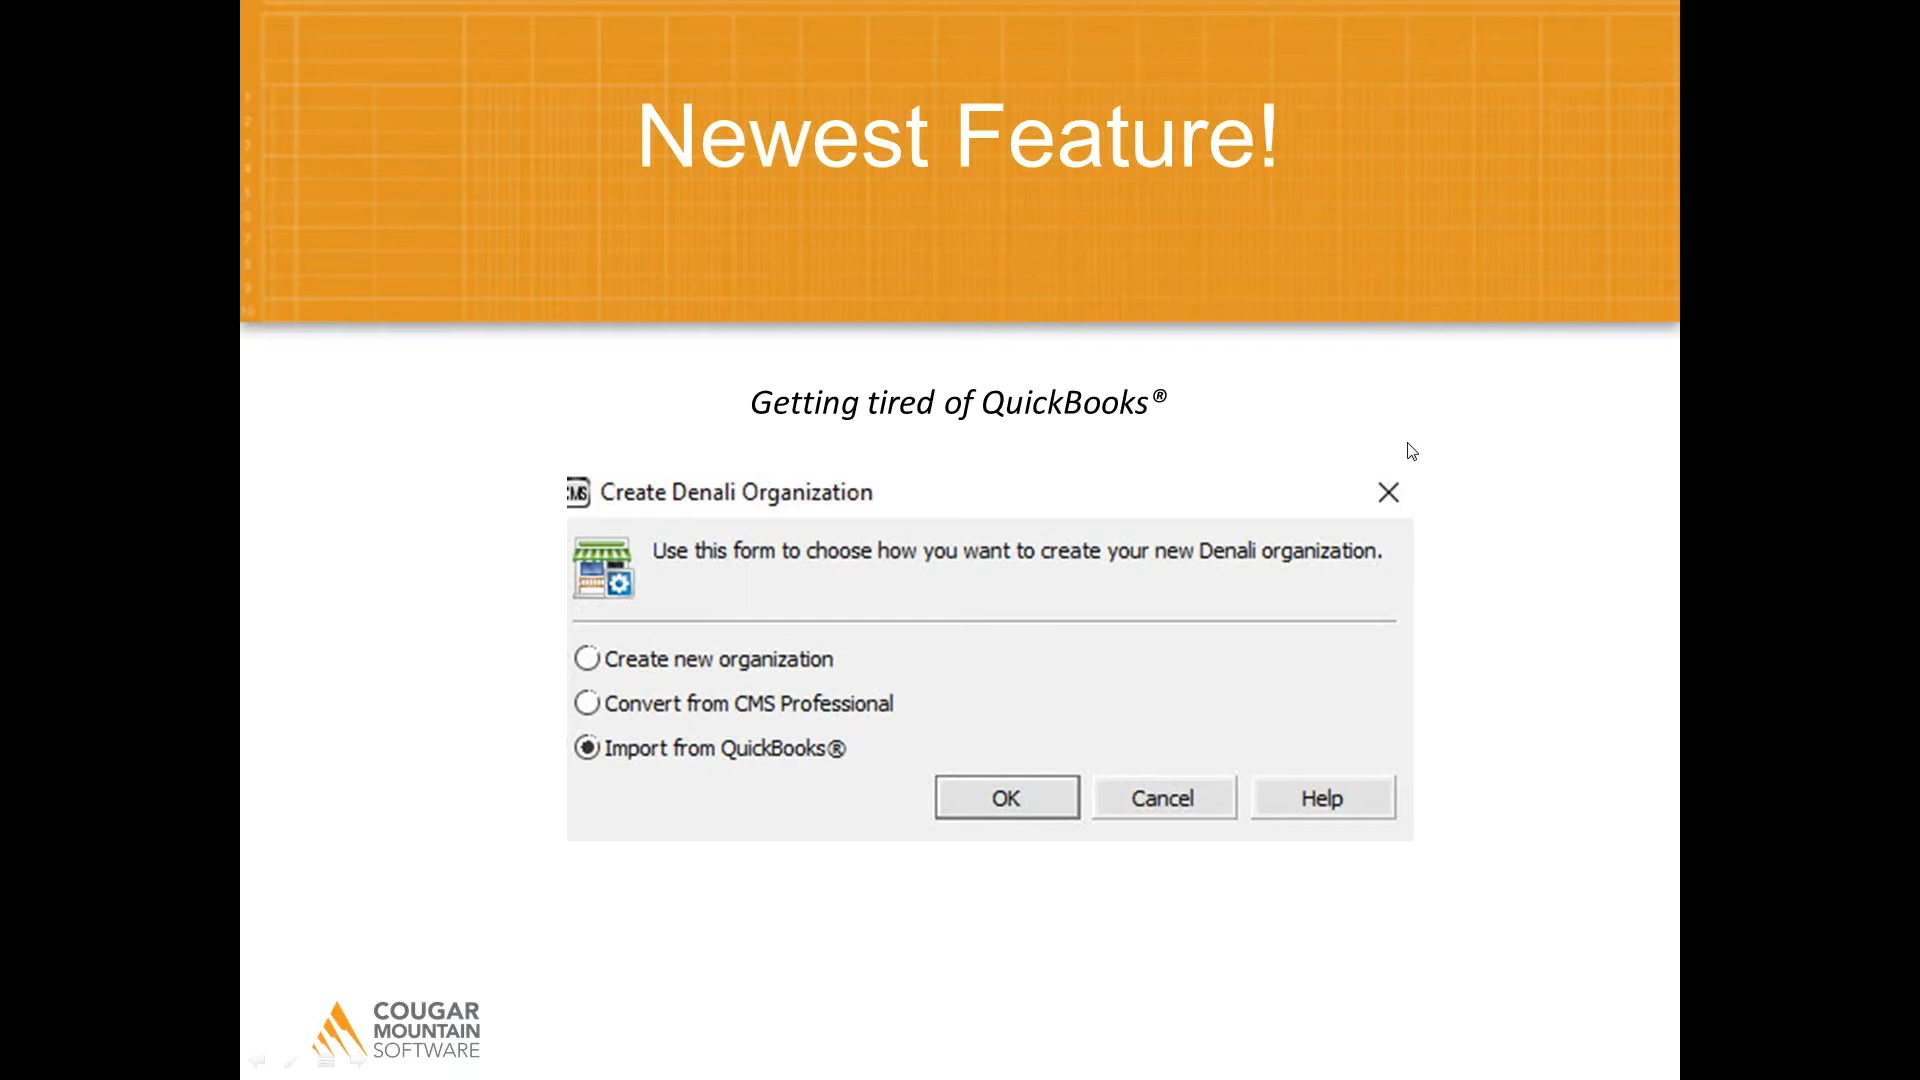 Newest Feature!
Getting tired of QuickBooks®
CMS Create Denali Organization
Use this form to choose how you want to create your new Denali organization.
Create new organization
Convert from CMS Professional
Import from QuickBooks®
OK Cancel Help
COUGAR
MOUNTAIN
SOFTWARE